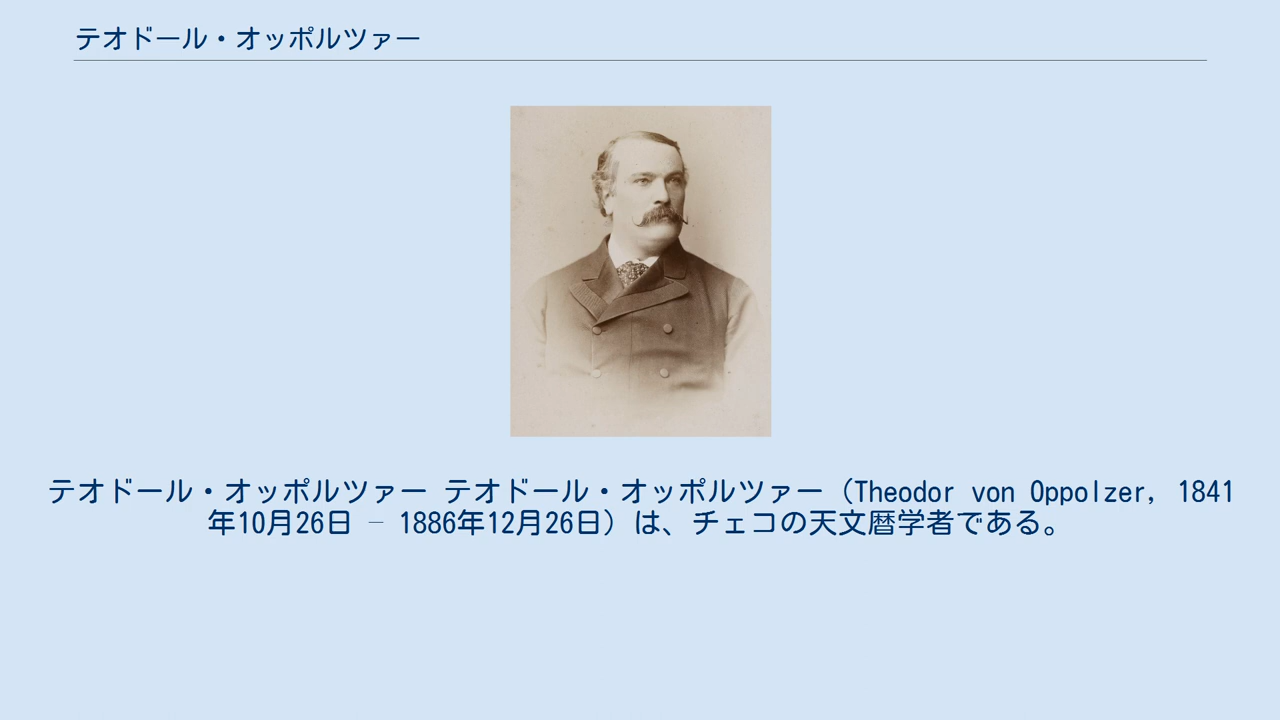 テオドール・オッポルツァー
テオドール・オッポルツァー テオドール・オッポルツァー（Theodor von Oppolzer, 1841
年10月26日 – 1886年12月26日）は、チェコの天文暦学者である。